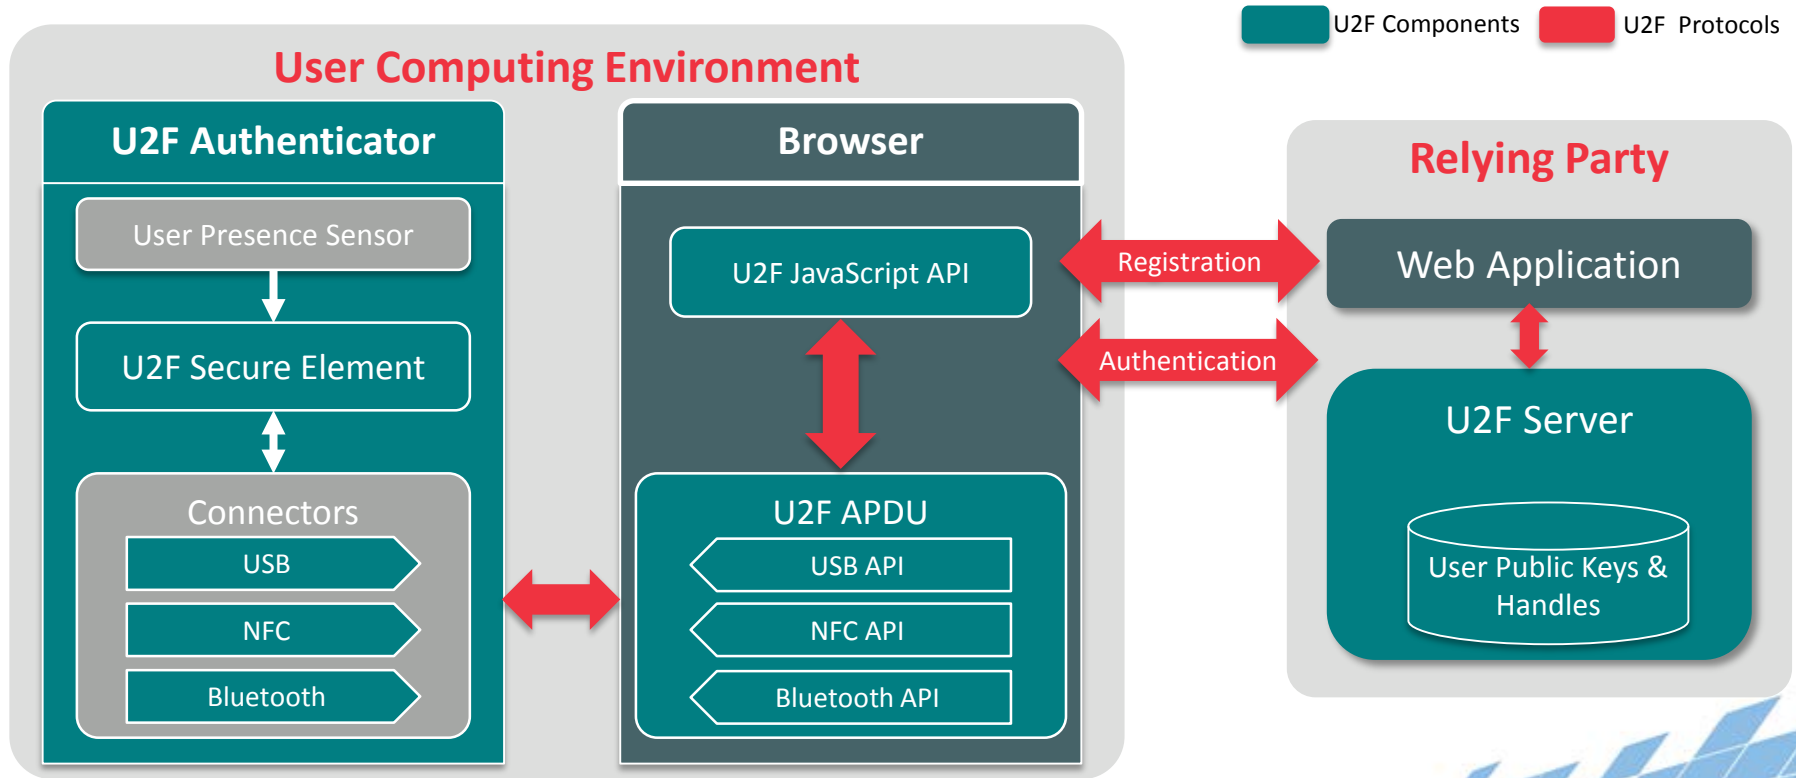 U2F Components
U2F Protocols
User Computing Environment
U2F Authenticator
User Presence Sensor
U2F Secure Element
Connectors
USB
NFC
Bluetooth
Browser
U2F JavaScript API
U2F APDU
USB API
NFC API
Bluetooth API
Registration
Authentication
Relying Party
Web Application
U2F Server
User Public Keys &
Handles